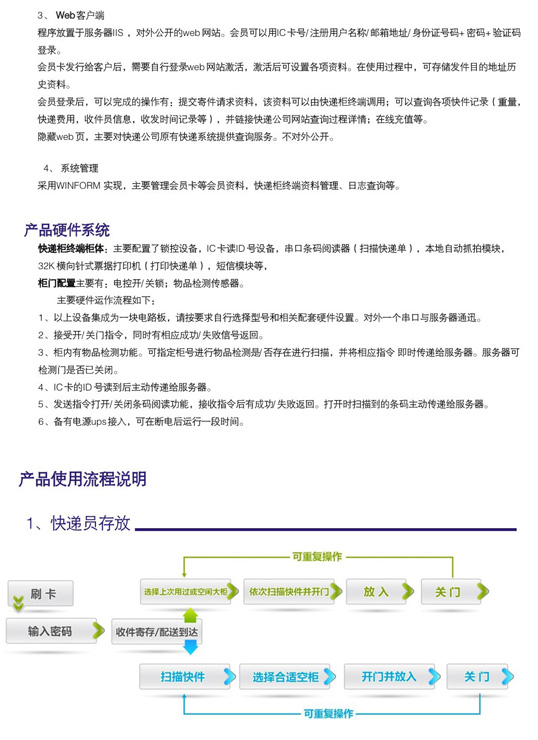 3、 Web客户端
程序放置于服务器IIS ，对外公开的web 网站。会员可以用IC卡号/注册用户名称/邮箱地址/身份证号码+密码+验证码
登录。
会员卡发行给客户后，需要自行登录web网站激活，激活后可设置各项资料。在使用过程中，可存储发件目的地址历
史资料。
会员登录后，可以完成的操作有：提交寄件请求资料，该资料可以由快递柜终端调用；可以查询各项快件记录（重量，
快递费用，收件员信息，收发时间记录等），并链接快递公司网站查询过程详情；在线充值等。
隐藏web页，主要对快递公司原有快递系统提供查询服务。不对外公开。
4、 系统管理
采用WINFORM 实现，主要管理会员卡等会员资料，快递柜终端资料管理、日志查询等。
产品硬件系统
快递柜终端柜体：主要配置了锁控设备，IC卡读ID号设备，串口条码阅读器（扫描快递单），本地自动抓拍模块，
32K横向针式票据打印机（打印快递单），短信模块等，
柜门配置主要有：电控开/关锁；物品检测传感器。
主要硬件运作流程如下：
1、以上设备集成为一块电路板，请按要求自行选择型号和相关配套硬件设置。对外一个串口与服务器通迅。
2、接受开/关门指令，同时有相应成功/失败信号返回。
3、柜内有物品检测功能。可指定柜号进行物品检测是/否存在进行扫描，并将相应指令 即时传递给服务器。服务器可
检测门是否已关闭。
4、IC卡的ID号读到后主动传递给服务器。
5、发送指令打开/关闭条码阅读功能，接收指令后有成功/失败返回。打开时扫描到的条码主动传递给服务器。
6、备有电源ups接入，可在断电后运行一段时间。
产品使用流程说明
1、快递员存放
可重复操作
刷 卡
选择上次用过或空闲大柜
依次扫描快件并开门
放 入
关 门
输入密码
收件寄存/配送到达
扫描快件
选择合适空柜
开门并放入
关 门
可重复操作